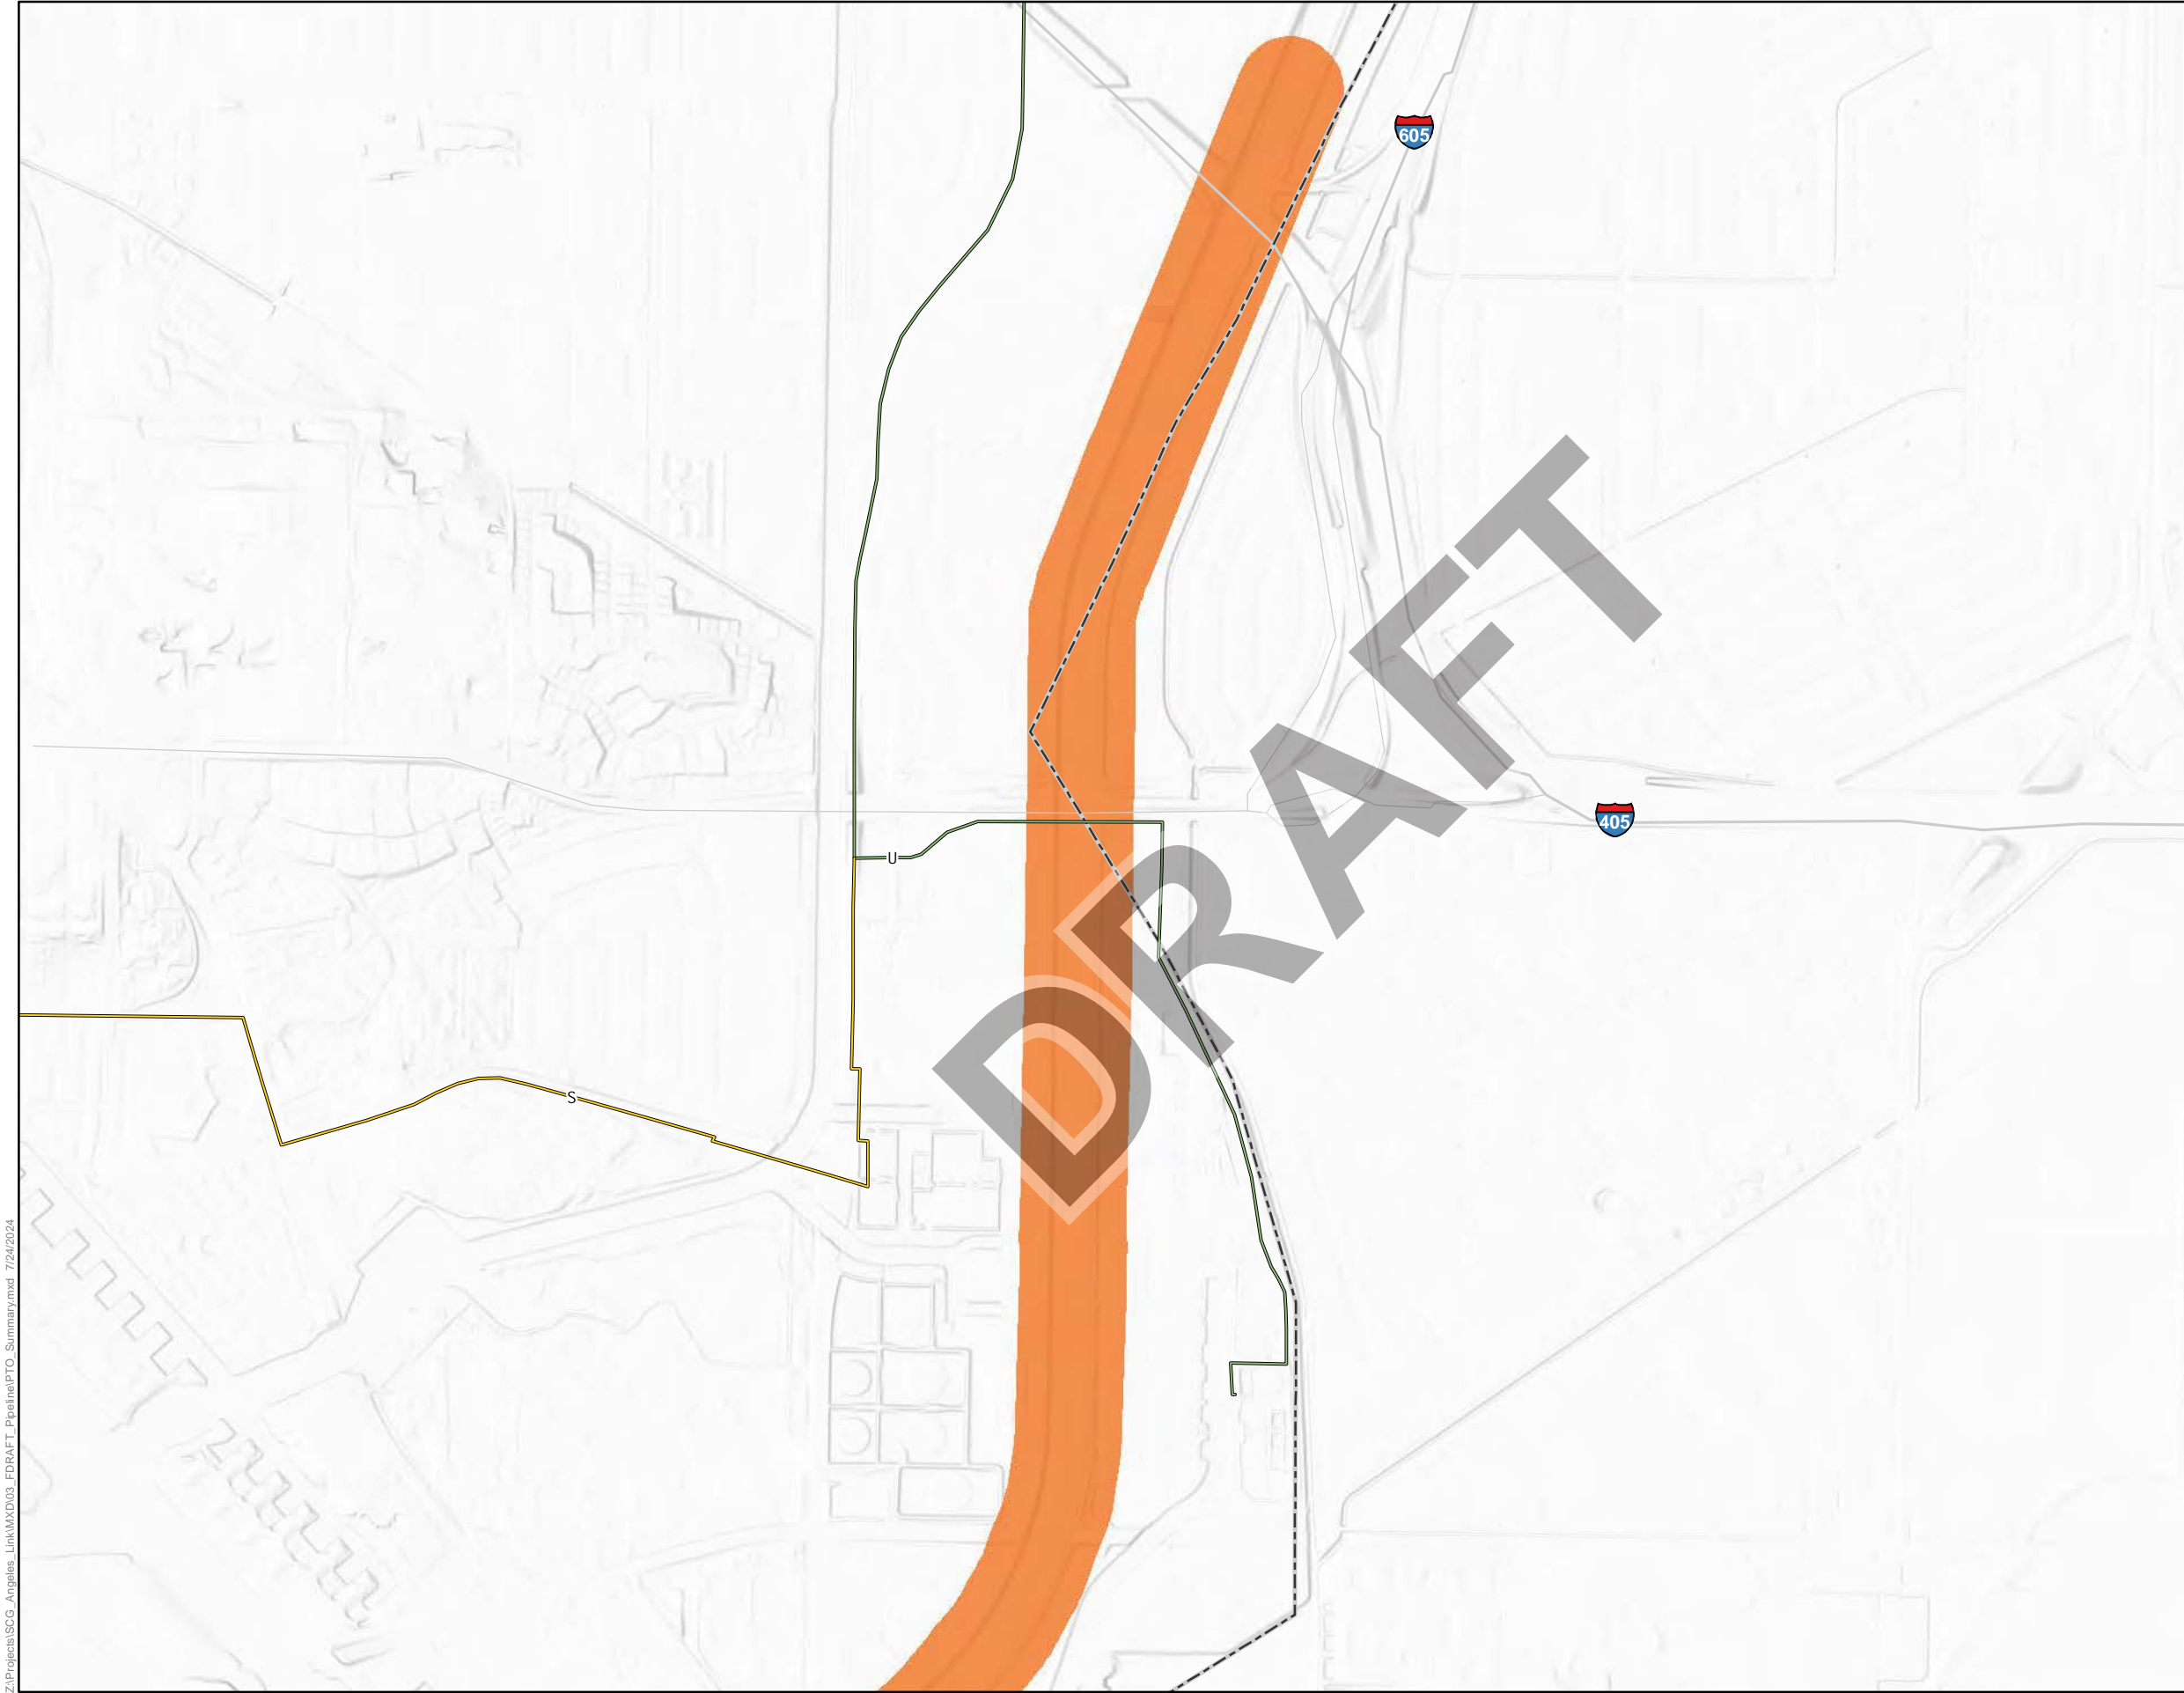 605
405
U
S
DRAFT
Z:\Projects\SCG_Angeles_Link\MXD\03_FDRAFT_Pipeline\PTO_Summary.mxd 7/24/2024